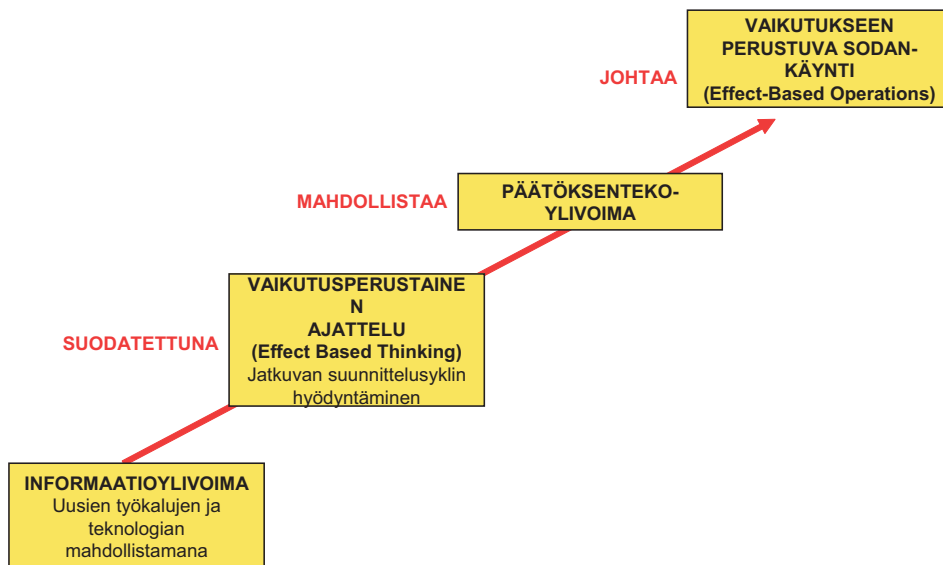 VAIKUTUKSEEN
PERUSTUVA SODAN-
KÄYNTI
(Effect-Based Operations)
JOHTAA
PÄÄTÖKSENTEKO-
YLIVOIMA
MAHDOLLISTAA
VAIKUTUSPERUSTAINE
N
AJATTELU
(Effect Based Thinking)
Jatkuvan suunnittelusyklin
hyödyntäminen
SUODATETTUNA
INFORMAATIOYLIVOIMA
Uusien työkalujen ja
teknologian
mahdollistamana